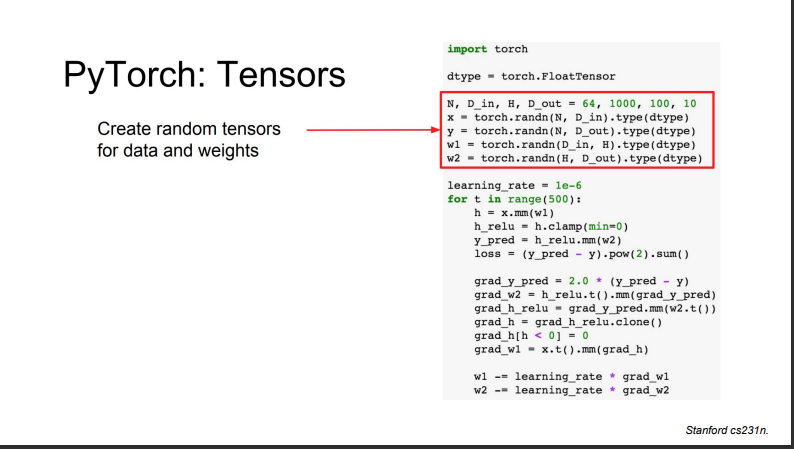 PyTorch: Tensors
Create random tensors
for data and weights
import torch
dtype = torch.FloatTensor
N, D_in, H, D_out = 64, 1000, 100, 10
x = torch.randn(N, D_in).type(dtype)
y = torch.randn(N, D_out).type(dtype)
w1 = torch.randn(D_in, H).type(dtype)
w2 = torch.randn(H, D_out).type(dtype)
learning_rate = 1e-6
for t in range(500):
    h = x.mm(w1)
    h_relu = h.clamp(min=0)
    y_pred = h_relu.mm(w2)
    loss = (y_pred - y).pow(2).sum()
    grad_y_pred = 2.0 * (y_pred - y)
    grad_w2 = h_relu.t().mm(grad_y_pred)
    grad_h_relu = grad_y_pred.mm(w2.t())
    grad_h = grad_h_relu.clone()
    grad_h[h < 0] = 0
    grad_w1 = x.t().mm(grad_h)
    w1 -= learning_rate * grad_w1
    w2 -= learning_rate * grad_w2
Stanford cs231n.